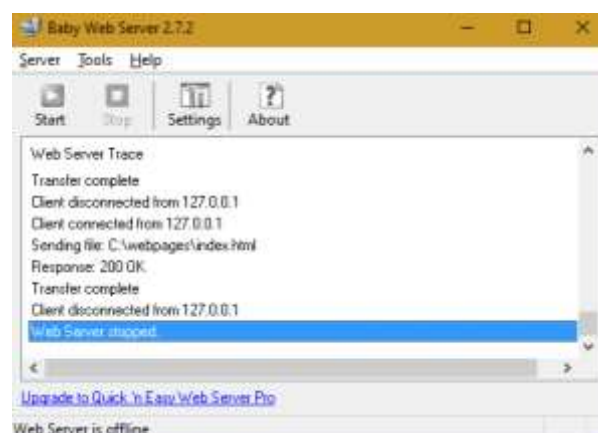 Baby Web Server 2.7.2
Server Tools Help
Start Stop Settings About
Web Server Trace
Transfer complete
Client disconnected from 127.0.0.1
Client connected from 127.0.0.1
Sending file: C:\webpages\index.html
Response: 200 OK
Transfer complete
Client disconnected from 127.0.0.1
Web Server stopped.
Upgrade to Quick 'n Easy Web Server Pro
Web Server is offline